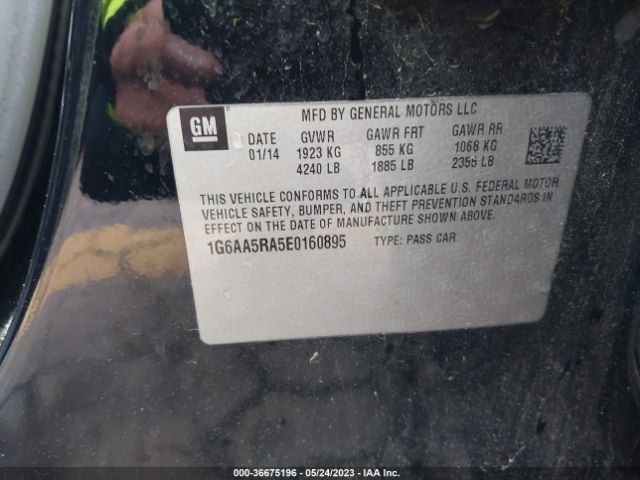 MFD BY GENERAL MOTORS LLC
GM
DATE GVWR GAWR FRT GAWR RR
01/14 1923 KG 855 KG 1068 KG
4240 LB 1885 LB 2355 LB
THIS VEHICLE CONFORMS TO ALL APPLICABLE U.S. FEDERAL MOTOR
VEHICLE SAFETY, BUMPER, AND THEFT PREVENTION STANDARDS IN
EFFECT ON THE DATE OF MANUFACTURE SHOWN ABOVE.
1G6AA5RA5E0160895 TYPE: PASS CAR
000-36675196 - 05/24/2023 - IAA Inc.